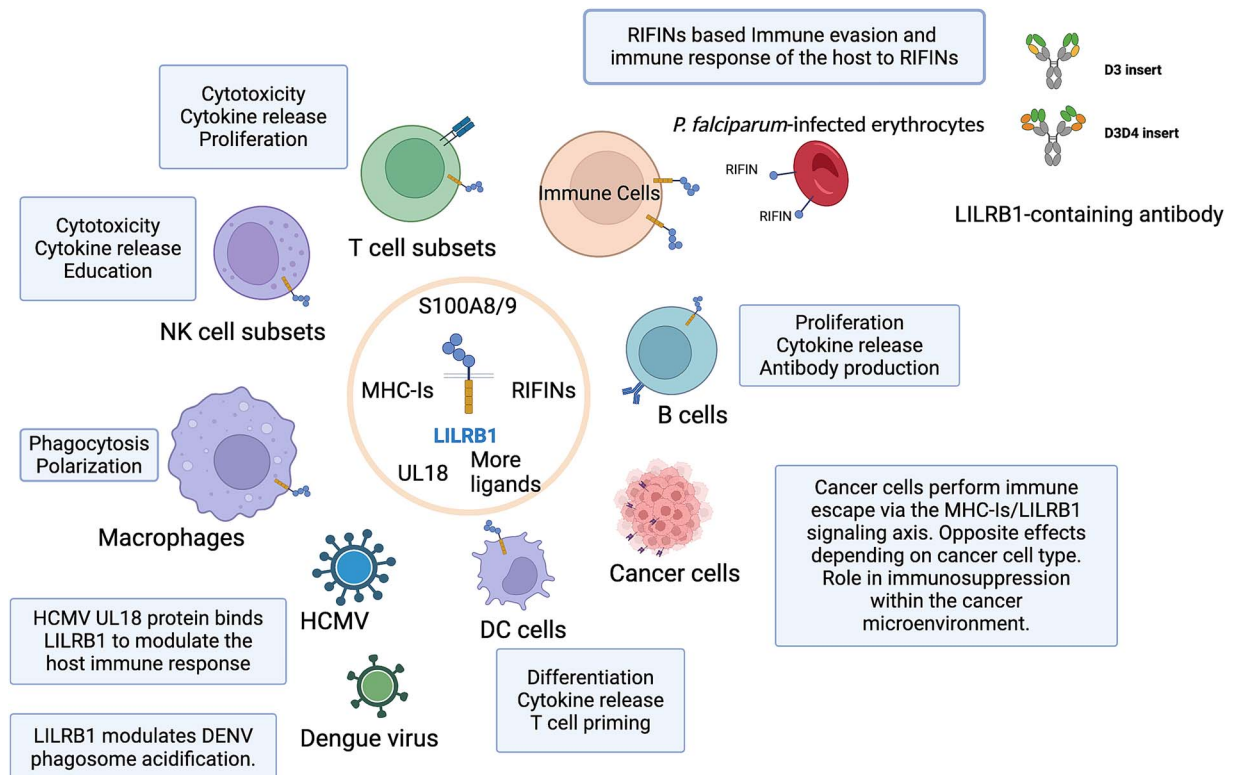 RIFINs based Immune evasion and
immune response of the host to RIFINs
D3 insert
D3D4 insert
LILRB1-containing antibody
P. falciparum-infected erythrocytes
RIFIN
RIFIN
Immune Cells
Cytotoxicity
Cytokine release
Proliferation
T cell subsets
Cytotoxicity
Cytokine release
Education
NK cell subsets
S100A8/9
MHC-Is
RIFINs
LILRB1
UL18
More
ligands
Proliferation
Cytokine release
Antibody production
B cells
Phagocytosis
Polarization
Macrophages
Cancer cells
Cancer cells perform immune
escape via the MHC-Is/LILRB1
signaling axis. Opposite effects
depending on cancer cell type.
Role in immunosuppression
within the cancer
microenvironment.
HCMV
HCMV UL18 protein binds
LILRB1 to modulate the
host immune response
DC cells
Differentiation
Cytokine release
T cell priming
Dengue virus
LILRB1 modulates DENV
phagosome acidification.